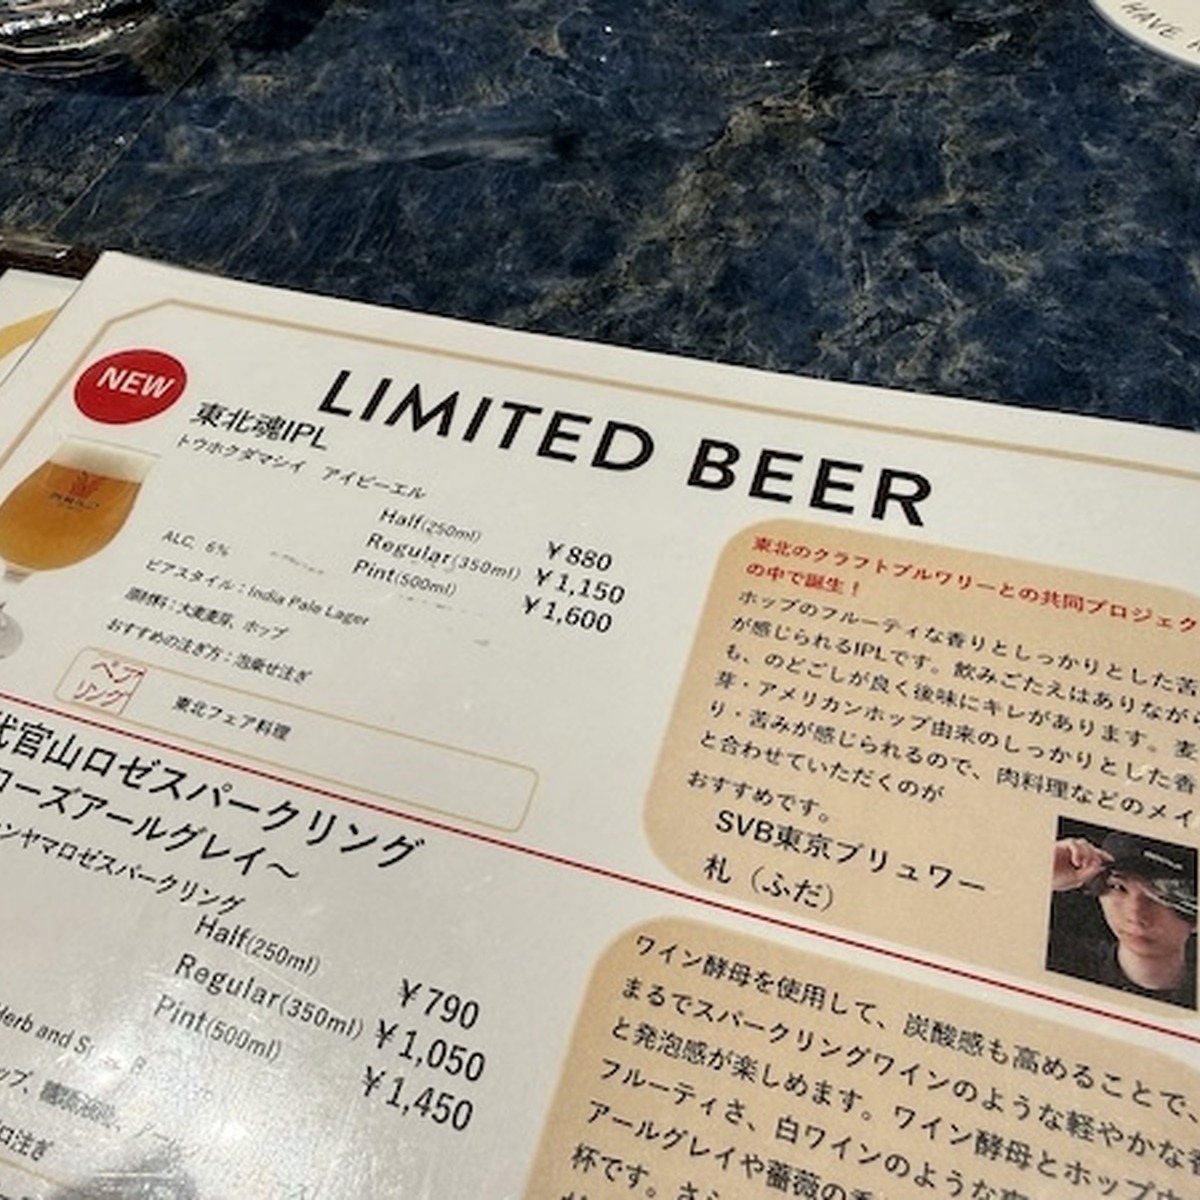 HAVE
LIMITED BEER
NEW
東北魂IPL
トウホクダマシイ アイピーエル
Half(250ml) ¥880
Regular(350ml) ¥1,150
Pint(500ml) ¥1,600
ALC. 6%
ビアスタイル：India Pale Lager
原材料：大麦麦芽、ホップ
おすすめの注ぎ方：泡乗せ注ぎ
ペアリング 東北フェア料理
東北のクラフトブルワリーとの共同プロジェク
の中で誕生！
ホップのフルーティな香りとしっかりとした苦
が感じられるIPLです。飲みごたえはありながら
も、のどごしが良く後味にキレがあります。麦
芽・アメリカンホップ由来のしっかりとした香
り・苦みが感じられるので、肉料理などのメイ
と合わせていただくのが
おすすめです。
SVB東京ブリュワー
札（ふだ）
代官山ロゼスパークリング
ローズアールグレイ～
ンヤマロゼスパークリング
Half(250ml) ¥790
Regular(350ml) ¥1,050
Pint(500ml) ¥1,450
Herb and
注ぎ
ワイン酵母を使用して、炭酸感も高めることで、
まるでスパークリングワインのような軽やかな香
と発泡感が楽しめます。ワイン酵母とホップ
フルーティさ、白ワインのような
アールグレイや薔薇の香
杯です。さら